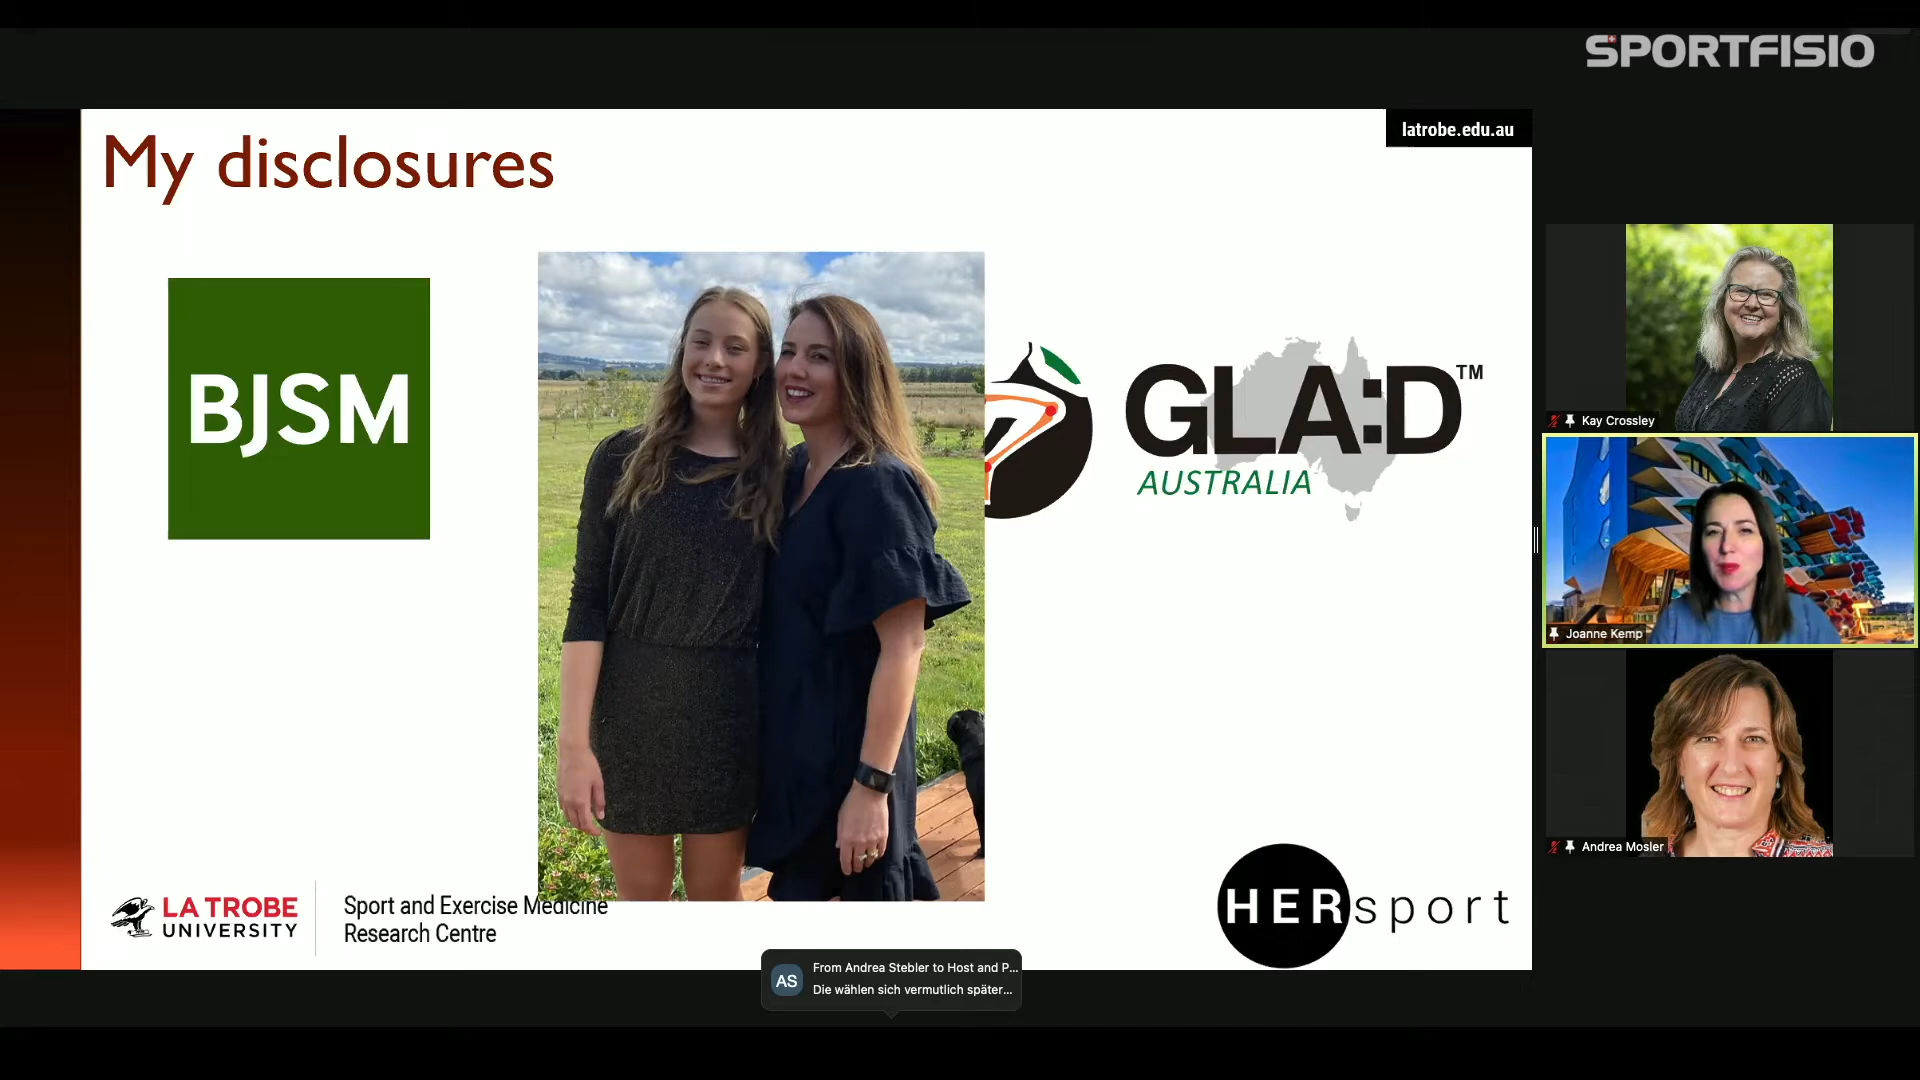 SPORTFISIO
latrobe.edu.au
My disclosures
BJSM
GLA:D™
AUSTRALIA
Kay Crossley
Joanne Kemp
Andrea Mosler
LA TROBE
UNIVERSITY
Sport and Exercise Medicine
Research Centre
HERsport
AS
From Andrea Stebler to Host and P...
Die wählen sich vermutlich später...